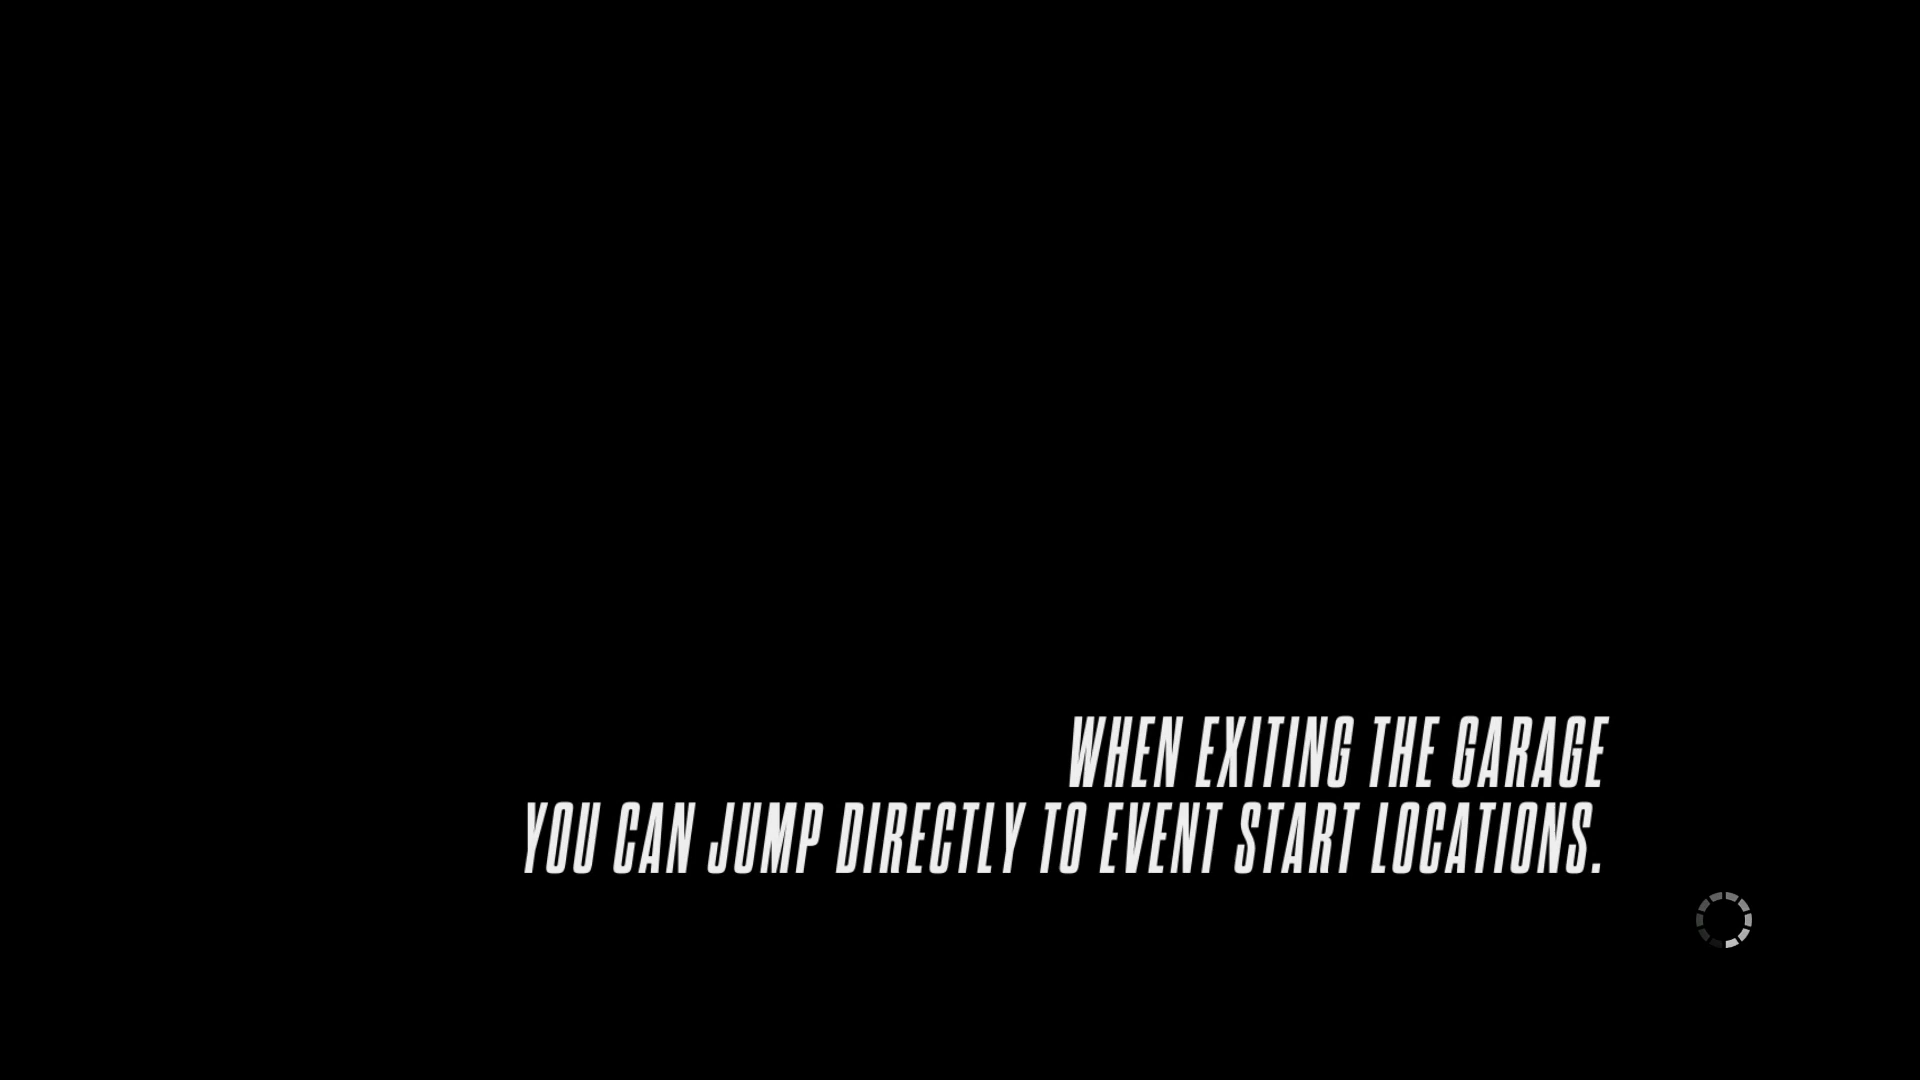 WHEN EXITING THE GARAGE
YOU CAN JUMP DIRECTLY TO EVENT START LOCATIONS.